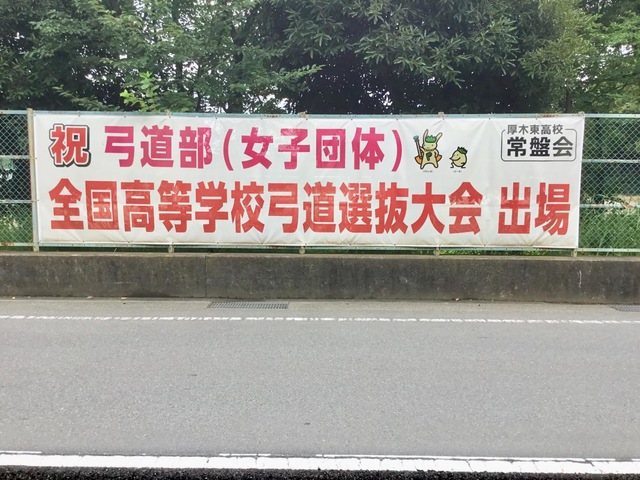 祝 弓道部(女子団体)
厚木東高校
常盤会
全国高等学校弓道選抜大会 出場